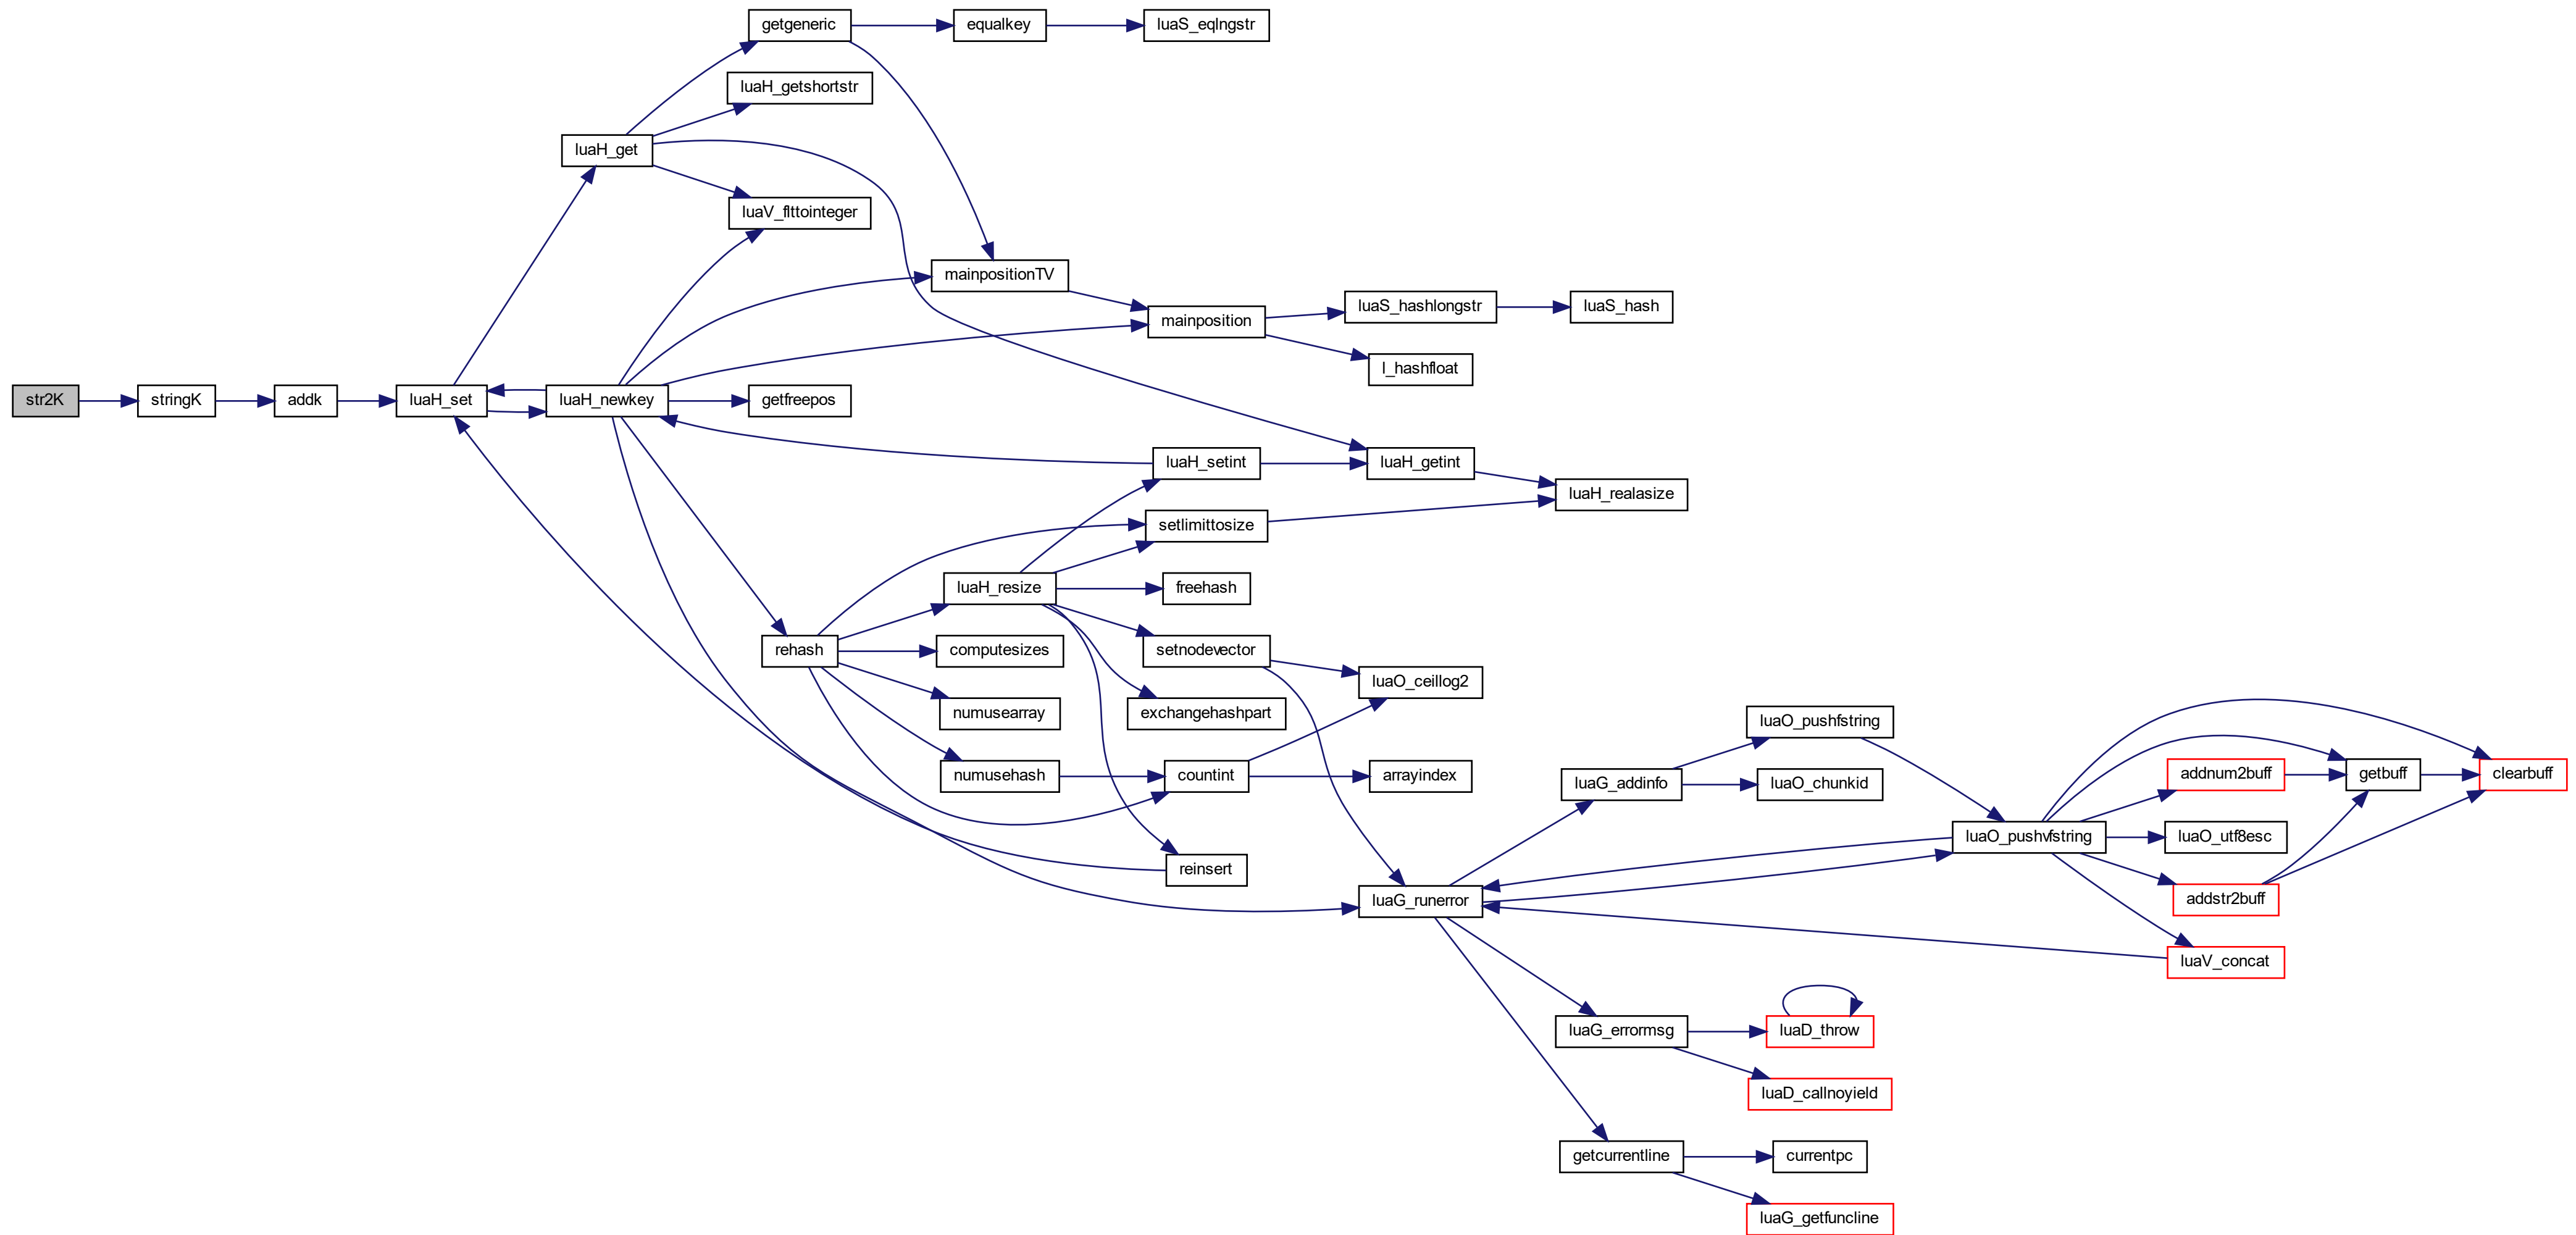 getgeneric
equalkey
luaS_eqlngstr
luaH_getshortstr
luaH_get
luaV_flttointeger
mainpositionTV
mainposition
luaS_hashlongstr
luaS_hash
l_hashfloat
str2K
stringK
addk
luaH_set
luaH_newkey
getfreepos
luaH_setint
luaH_getint
luaH_realasize
setlimittosize
luaH_resize
freehash
rehash
computesizes
setnodevector
luaO_ceillog2
numusearray
exchangehashpart
luaO_pushfstring
numusehash
countint
arrayindex
luaG_addinfo
luaO_chunkid
addnum2buff
getbuff
clearbuff
luaO_pushvfstring
luaO_utf8esc
reinsert
luaG_runerror
addstr2buff
luaV_concat
luaG_errormsg
luaD_throw
luaD_callnoyield
getcurrentline
currentpc
luaG_getfuncline